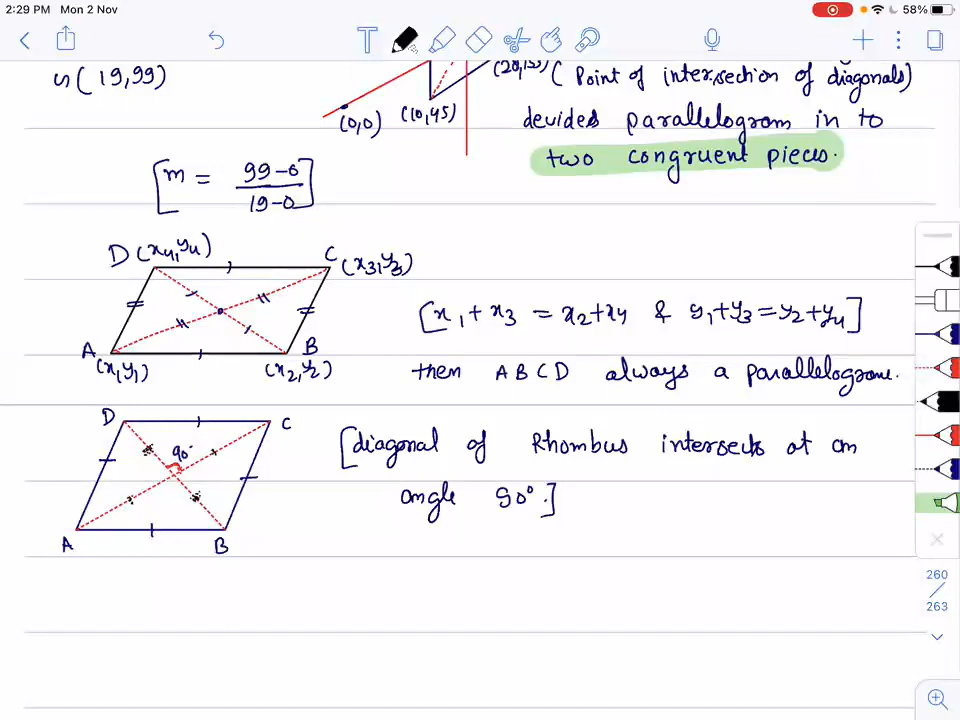 2:29 PM Mon 2 Nov
58%
(19,99)
(0,0)
(10,45)
( Point of intersection of diagonals)
devides parallelogram in to
two congruent pieces.
[m = 99-0 / 19-0]
D (x4, y4)
C (x3, y3)
A (x, y1)
B (x2, y2)
[x1 + x3 = x2 + x4 & y1 + y3 = y2 + y4]
them ABCD always a parallelograme.
D
C
90°
A
B
[diagonal of Rhombus intersects at an
angle 90°.]
260
/
263